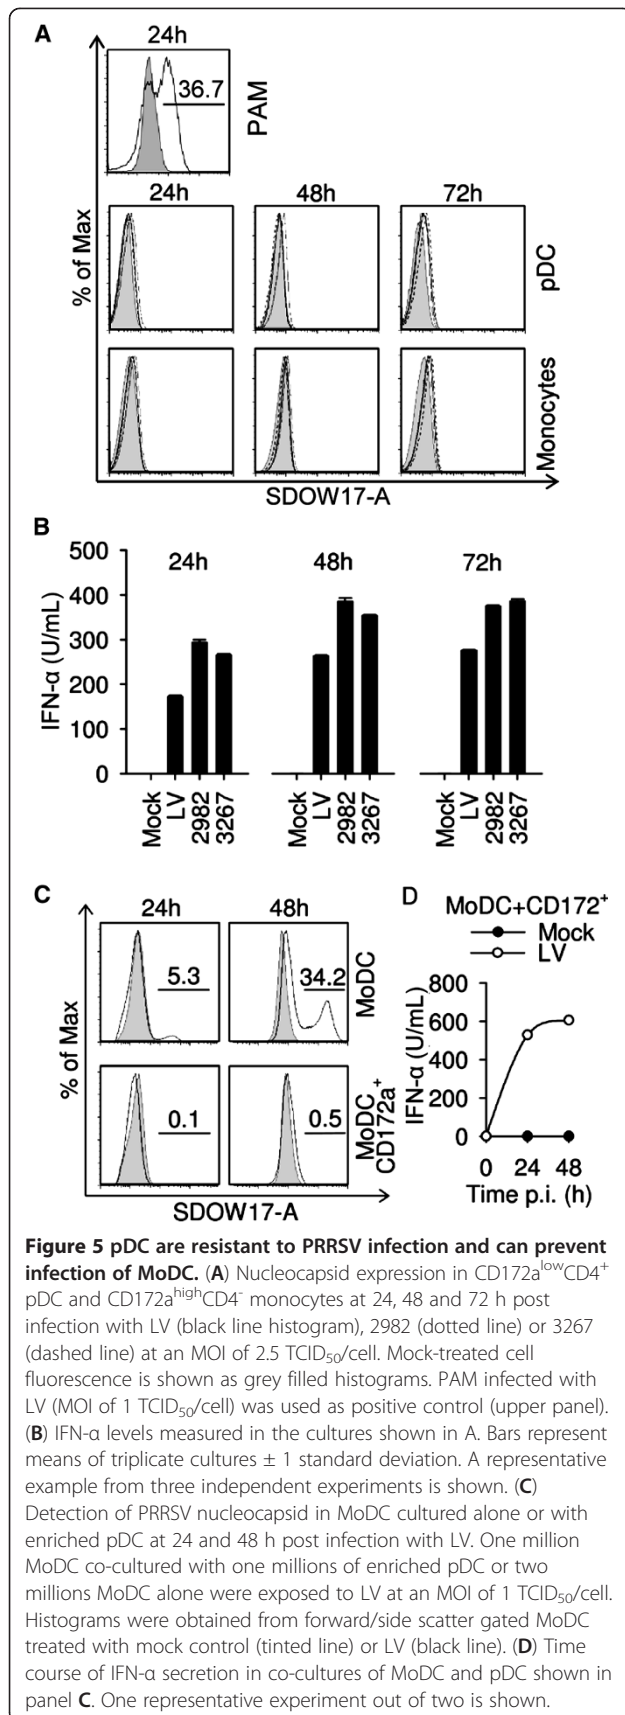 A
24h
36.7
PAM
24h
48h
72h
% of Max
pDC
Monocytes
SDOW17-A
B
24h
48h
72h
IFN-α (U/mL)
500
400
300
200
100
0
Mock
LV
2982
3267
Mock
LV
2982
3267
Mock
LV
2982
3267
C
24h
48h
5.3
34.2
MoDC
% of Max
0.1
0.5
MoDC+
CD172a+
SDOW17-A
D
MoDC+CD172+
Mock
LV
IFN-α (U/mL)
800
600
400
200
0
0 24 48
Time p.i. (h)
Figure 5 pDC are resistant to PRRSV infection and can prevent
infection of MoDC. (A) Nucleocapsid expression in CD172a^lowCD4^+
pDC and CD172a^highCD4^- monocytes at 24, 48 and 72 h post
infection with LV (black line histogram), 2982 (dotted line) or 3267
(dashed line) at an MOI of 2.5 TCID50/cell. Mock-treated cell
fluorescence is shown as grey filled histograms. PAM infected with
LV (MOI of 1 TCID50/cell) was used as positive control (upper panel).
(B) IFN-α levels measured in the cultures shown in A. Bars represent
means of triplicate cultures ± 1 standard deviation. A representative
example from three independent experiments is shown. (C)
Detection of PRRSV nucleocapsid in MoDC cultured alone or with
enriched pDC at 24 and 48 h post infection with LV. One million
MoDC co-cultured with one millions of enriched pDC or two
millions MoDC alone were exposed to LV at an MOI of 1 TCID50/cell.
Histograms were obtained from forward/side scatter gated MoDC
treated with mock control (tinted line) or LV (black line). (D) Time
course of IFN-α secretion in co-cultures of MoDC and pDC shown in
panel C. One representative experiment out of two is shown.